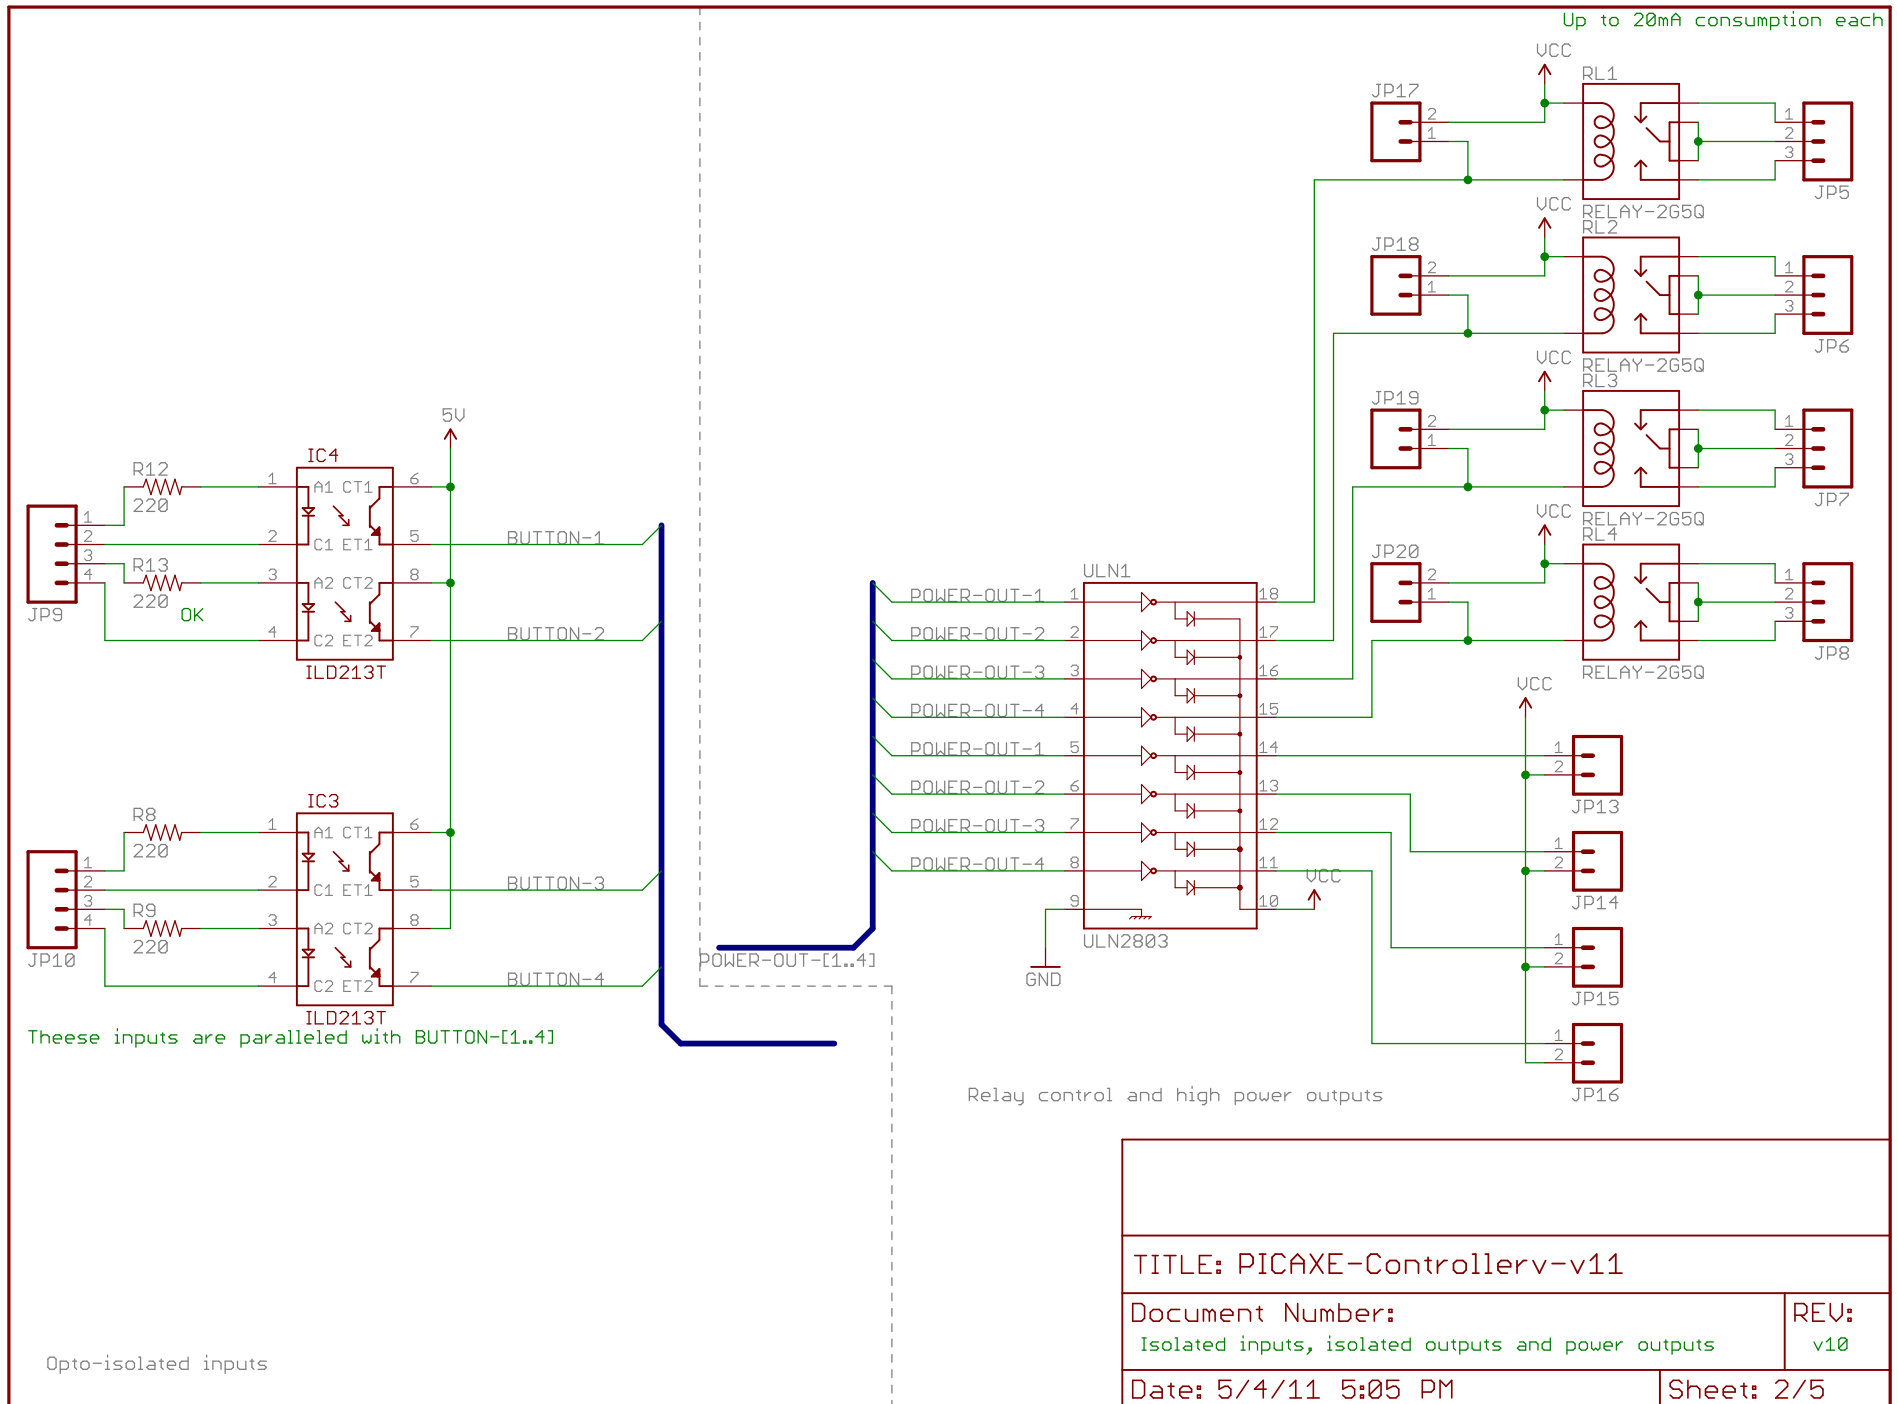 Up to 20mA consumption each
VCC
RL1
JP17
2
1
1
2
3
JP5
RELAY-2G5Q
VCC
RL2
JP18
2
1
1
2
3
JP6
RELAY-2G5Q
VCC
RL3
JP19
2
1
1
2
3
JP7
RELAY-2G5Q
VCC
RL4
JP20
2
1
1
2
3
JP8
RELAY-2G5Q
5V
IC4
R12
220
1 A1 CT1 6
2 C1 ET1 5
R13
220
3 A2 CT2 8
4 C2 ET2 7
1
2
3
4
JP9
OK
ILD213T
BUTTON-1
BUTTON-2
IC3
R8
220
1 A1 CT1 6
2 C1 ET1 5
R9
220
3 A2 CT2 8
4 C2 ET2 7
1
2
3
4
JP10
ILD213T
BUTTON-3
BUTTON-4
Theese inputs are paralleled with BUTTON-[1..4]
Opto-isolated inputs
ULN1
POWER-OUT-1 1 18
POWER-OUT-2 2 17
POWER-OUT-3 3 16
POWER-OUT-4 4 15
POWER-OUT-1 5 14
POWER-OUT-2 6 13
POWER-OUT-3 7 12
POWER-OUT-4 8 11
9 10
VCC
ULN2803
GND
POWER-OUT-[1..4]
VCC
1
2
JP13
1
2
JP14
1
2
JP15
1
2
JP16
Relay control and high power outputs
TITLE: PICAXE-Controllerv-v11
Document Number:
REV:
Isolated inputs, isolated outputs and power outputs
v10
Date: 5/4/11 5:05 PM
Sheet: 2/5